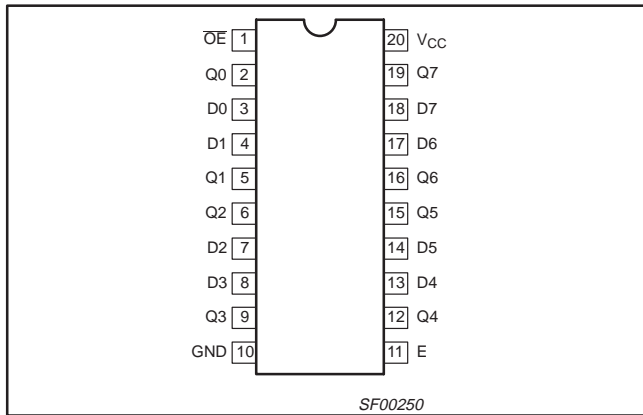 O̅E̅ 1 20 VCC
Q0 2 19 Q7
D0 3 18 D7
D1 4 17 D6
Q1 5 16 Q6
Q2 6 15 Q5
D2 7 14 D5
D3 8 13 D4
Q3 9 12 Q4
GND 10 11 E
SF00250